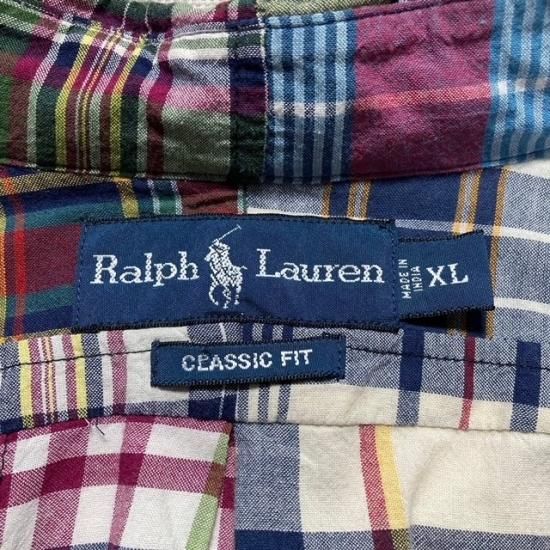 Ralph Lauren
MADE IN
INDIA
XL
CLASSIC FIT